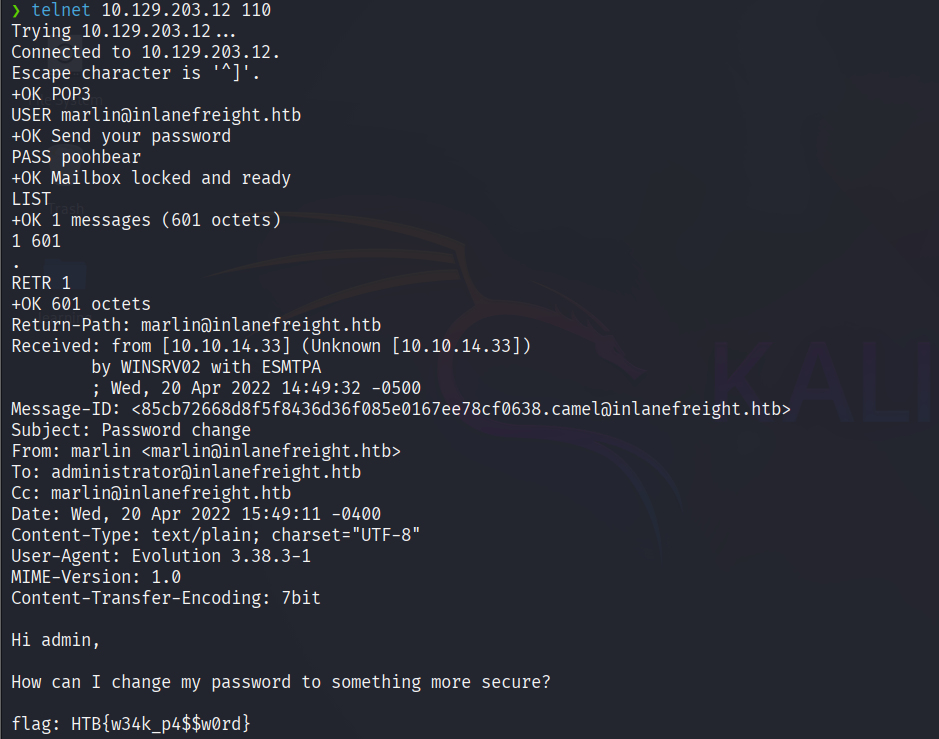 ❯ telnet 10.129.203.12 110
Trying 10.129.203.12...
Connected to 10.129.203.12.
Escape character is '^]'.
+OK POP3
USER marlin@inlanefreight.htb
+OK Send your password
PASS poohbear
+OK Mailbox locked and ready
LIST
+OK 1 messages (601 octets)
1 601
.
RETR 1
+OK 601 octets
Return-Path: marlin@inlanefreight.htb
Received: from [10.10.14.33] (Unknown [10.10.14.33])
        by WINSRV02 with ESMTPA
        ; Wed, 20 Apr 2022 14:49:32 -0500
Message-ID: <85cb72668d8f5f8436d36f085e0167ee78cf0638.camel@inlanefreight.htb>
Subject: Password change
From: marlin <marlin@inlanefreight.htb>
To: administrator@inlanefreight.htb
Cc: marlin@inlanefreight.htb
Date: Wed, 20 Apr 2022 15:49:11 -0400
Content-Type: text/plain; charset="UTF-8"
User-Agent: Evolution 3.38.3-1
MIME-Version: 1.0
Content-Transfer-Encoding: 7bit

Hi admin,

How can I change my password to something more secure?

flag: HTB{w34k_p4$$w0rd}
KALI